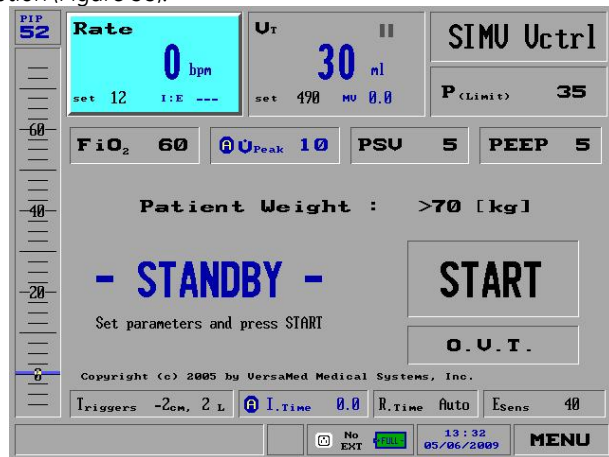 PIP
52
Rate
0 bpm
set 12 I:E ---
VT
30 ml
set 490 MV 0.0
SIMV Vctrl
P(Limit) 35
60
FiO2 60
A V̇Peak 10
PSV 5
PEEP 5
40
Patient Weight : >70 [kg]
20
- STANDBY -
START
Set parameters and press START
O.V.T.
0
Copyright (c) 2005 by VersaMed Medical Systems, Inc.
Triggers -2cm, 2 L
A I.Time 0.0
R.Time Auto
Esens 40
No
EXT
FULL
13:32
05/06/2009
MENU